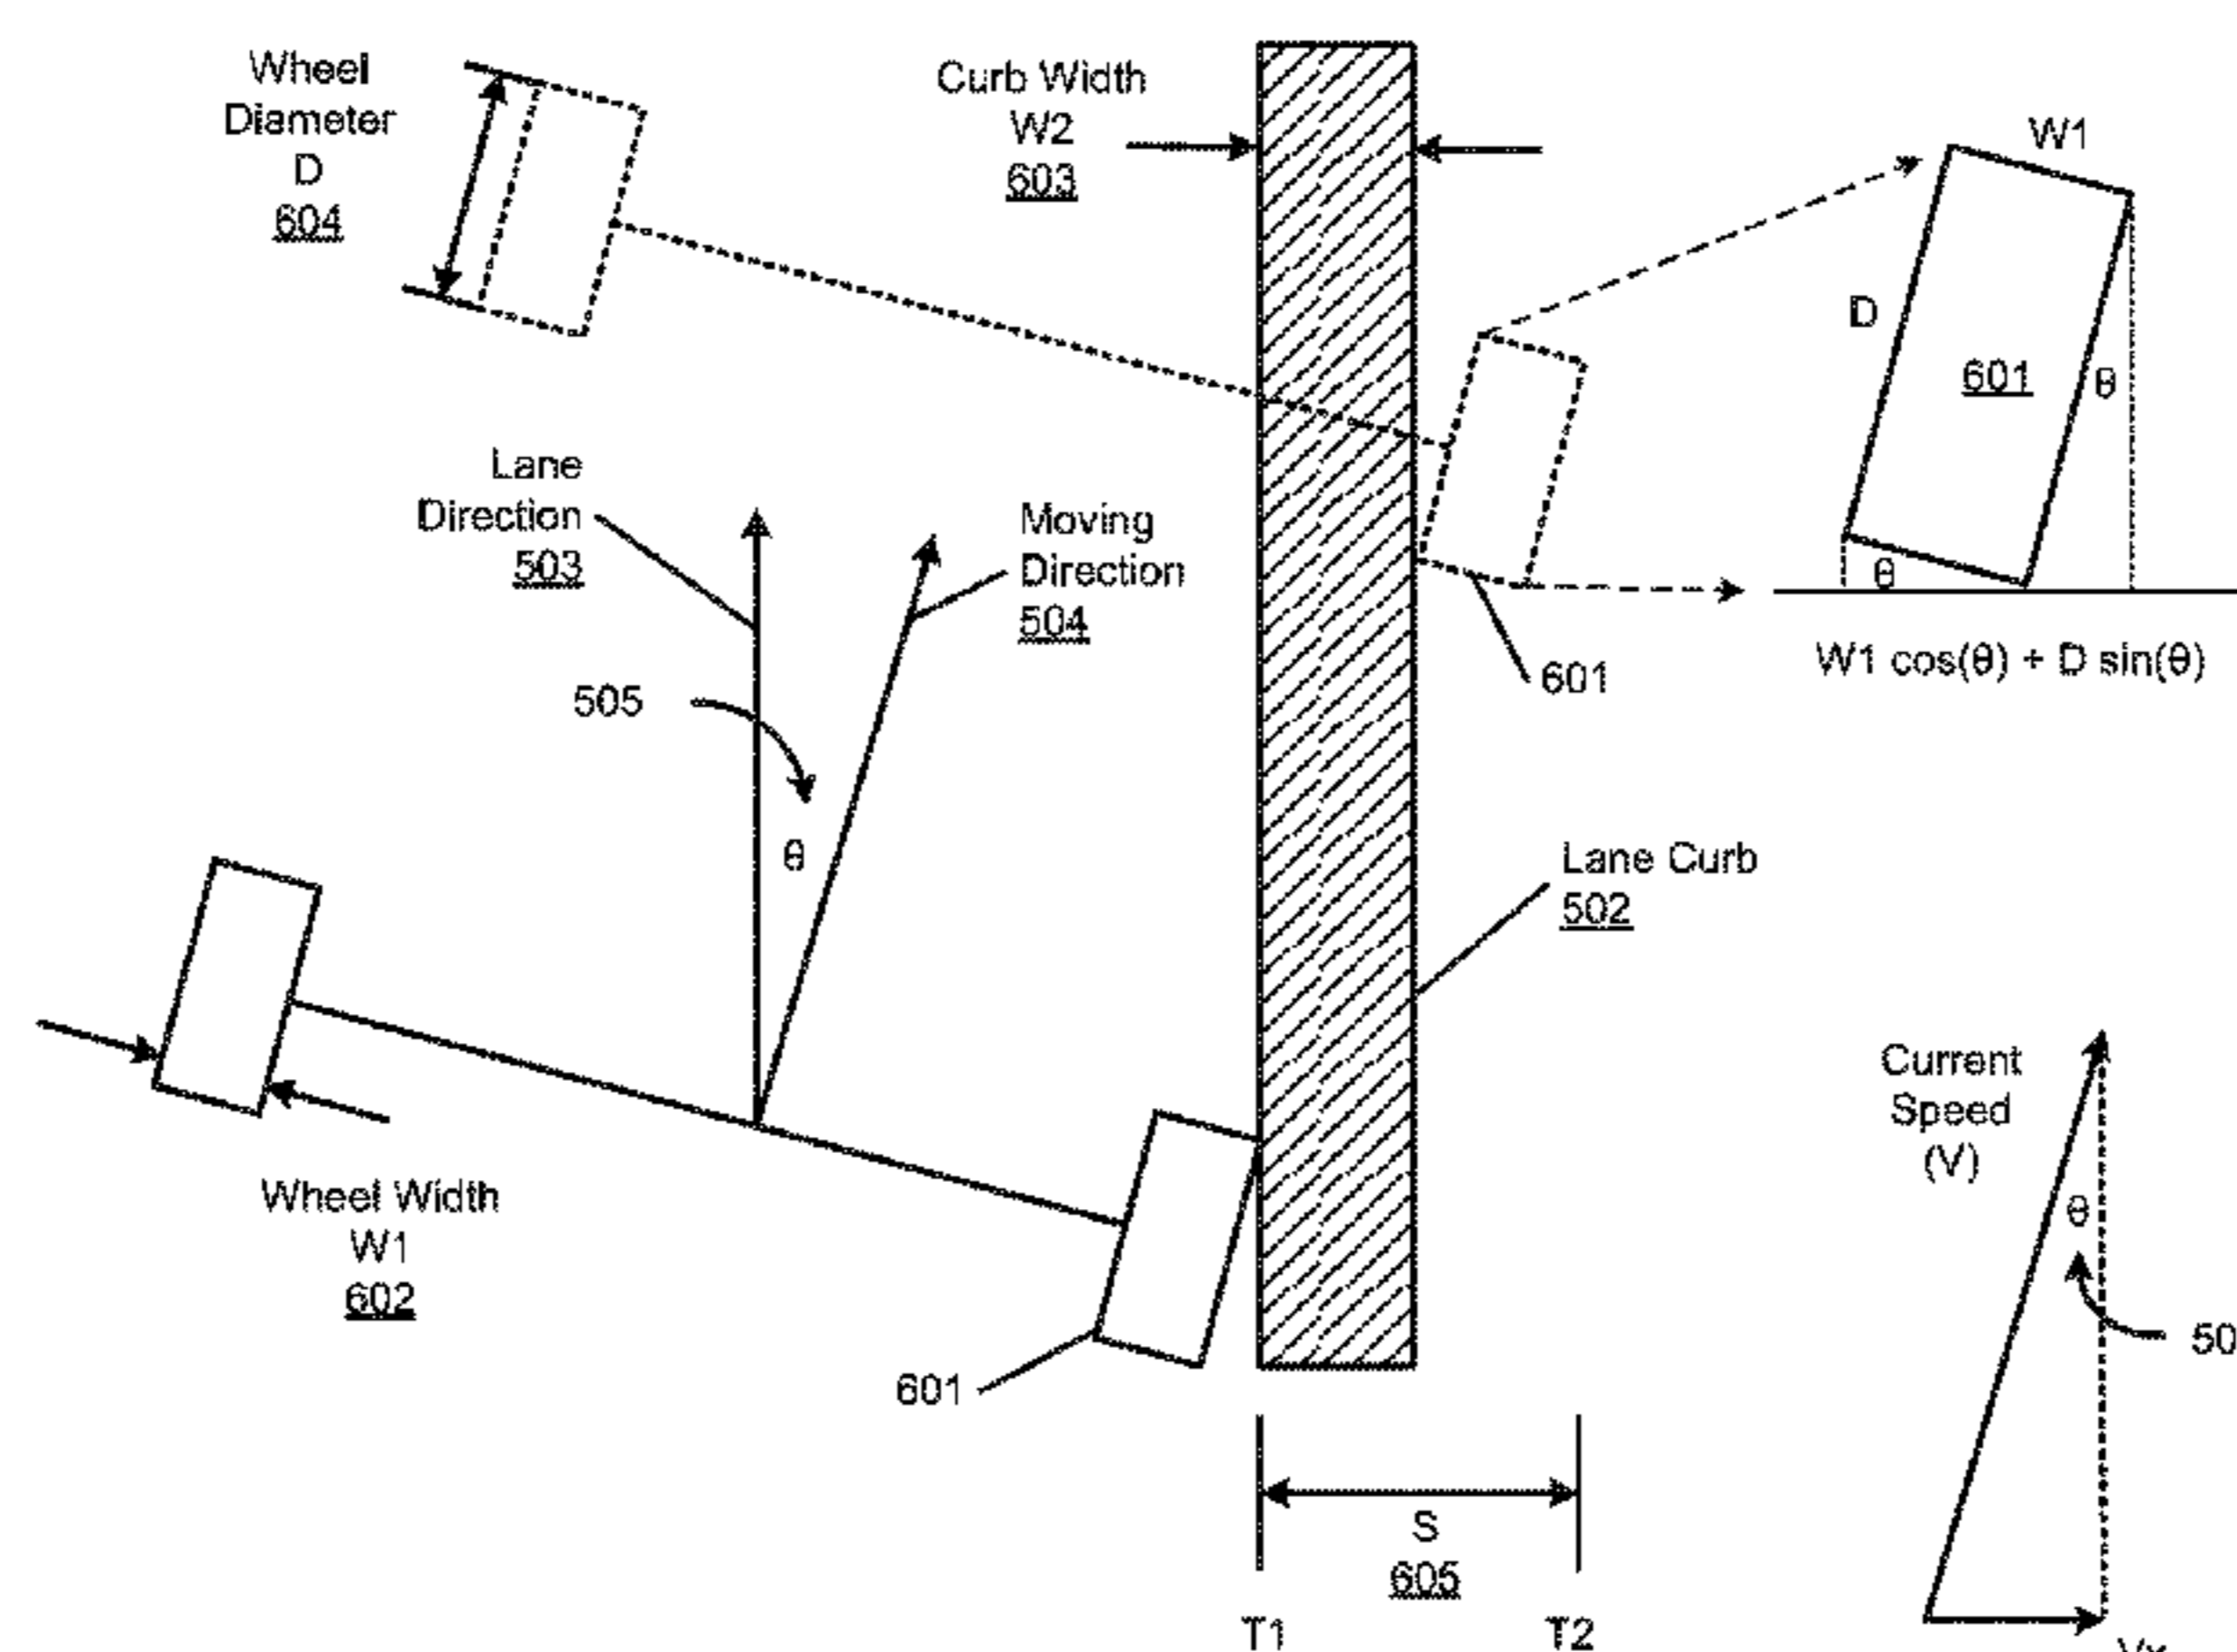 Wheel
Diameter
D
604
Curb Width
W2
603
W1
D
601
θ
θ
W1 cos(θ) + D sin(θ)
Lane
Direction
503
Moving
Direction
504
601
505
θ
Lane Curb
502
Wheel Width
W1
602
601
Current
Speed
(V)
θ
50
S
605
T1
T2